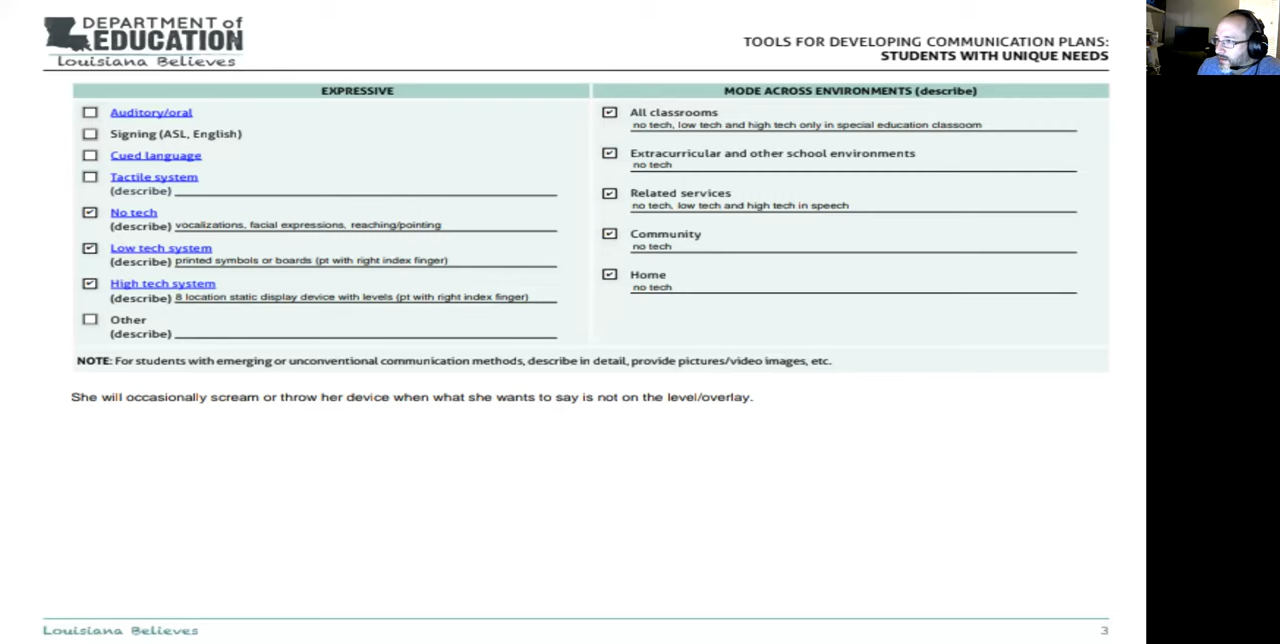 DEPARTMENT of
EDUCATION
Louisiana Believes
TOOLS FOR DEVELOPING COMMUNICATION PLANS:
STUDENTS WITH UNIQUE NEEDS
EXPRESSIVE
Auditory/oral
Signing (ASL, English)
Cued language
Tactile system
(describe)
No tech
(describe) vocalizations, facial expressions, reaching/pointing
Low tech system
(describe) printed symbols or boards (pt with right index finger)
High tech system
(describe) 8 location static display device with levels (pt with right index finger)
Other
(describe)
MODE ACROSS ENVIRONMENTS (describe)
All classrooms
no tech, low tech and high tech only in special education classoom
Extracurricular and other school environments
no tech
Related services
no tech, low tech and high tech in speech
Community
no tech
Home
no tech
NOTE: For students with emerging or unconventional communication methods, describe in detail, provide pictures/video images, etc.
She will occasionally scream or throw her device when what she wants to say is not on the level/overlay.
Louisiana Believes
3